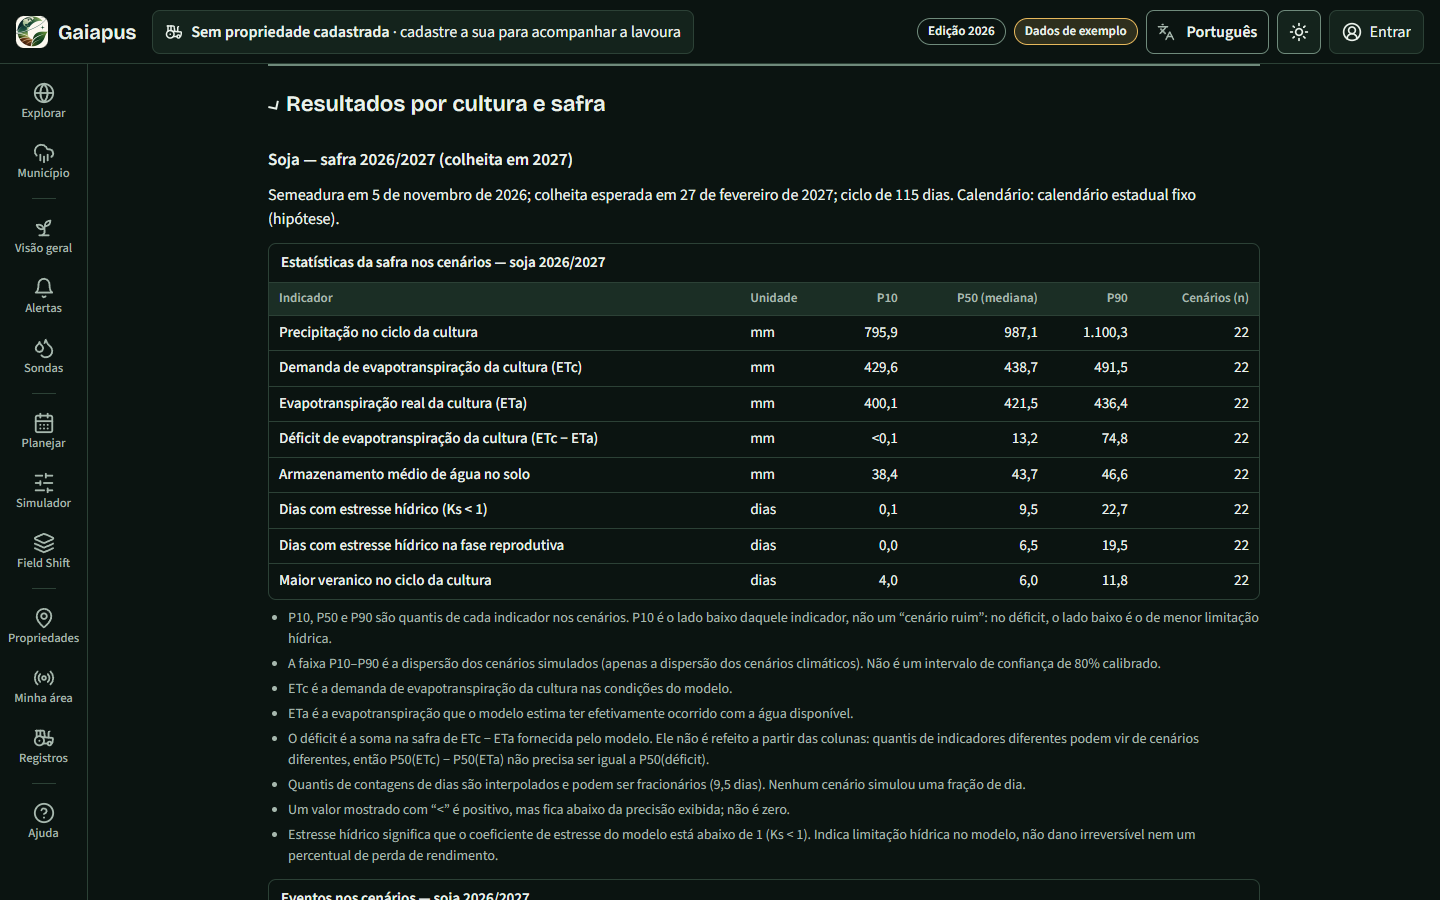 Gaiapus
Sem propriedade cadastrada · cadastre a sua para acompanhar a lavoura
Edição 2026
Dados de exemplo
Português
Entrar
Explorar
Município
Visão geral
Alertas
Sondas
Planejar
Simulador
Field Shift
Propriedades
Minha área
Registros
Ajuda
Resultados por cultura e safra
Soja — safra 2026/2027 (colheita em 2027)
Semeadura em 5 de novembro de 2026; colheita esperada em 27 de fevereiro de 2027; ciclo de 115 dias. Calendário: calendário estadual fixo
(hipótese).
Estatísticas da safra nos cenários — soja 2026/2027
Indicador Unidade P10 P50 (mediana) P90 Cenários (n)
Precipitação no ciclo da cultura mm 795,9 987,1 1.100,3 22
Demanda de evapotranspiração da cultura (ETc) mm 429,6 438,7 491,5 22
Evapotranspiração real da cultura (ETa) mm 400,1 421,5 436,4 22
Déficit de evapotranspiração da cultura (ETc − ETa) mm <0,1 13,2 74,8 22
Armazenamento médio de água no solo mm 38,4 43,7 46,6 22
Dias com estresse hídrico (Ks < 1) dias 0,1 9,5 22,7 22
Dias com estresse hídrico na fase reprodutiva dias 0,0 6,5 19,5 22
Maior veranico no ciclo da cultura dias 4,0 6,0 11,8 22
• P10, P50 e P90 são quantis de cada indicador nos cenários. P10 é o lado baixo daquele indicador, não um “cenário ruim”: no déficit, o lado baixo é o de menor limitação
hídrica.
• A faixa P10–P90 é a dispersão dos cenários simulados (apenas a dispersão dos cenários climáticos). Não é um intervalo de confiança de 80% calibrado.
• ETc é a demanda de evapotranspiração da cultura nas condições do modelo.
• ETa é a evapotranspiração que o modelo estima ter efetivamente ocorrido com a água disponível.
• O déficit é a soma na safra de ETc − ETa fornecida pelo modelo. Ele não é refeito a partir das colunas: quantis de indicadores diferentes podem vir de cenários
diferentes, então P50(ETc) − P50(ETa) não precisa ser igual a P50(déficit).
• Quantis de contagens de dias são interpolados e podem ser fracionários (9,5 dias). Nenhum cenário simulou uma fração de dia.
• Um valor mostrado com “<” é positivo, mas fica abaixo da precisão exibida; não é zero.
• Estresse hídrico significa que o coeficiente de estresse do modelo está abaixo de 1 (Ks < 1). Indica limitação hídrica no modelo, não dano irreversível nem um
percentual de perda de rendimento.
Eventos nos cenários — soja 2026/2027